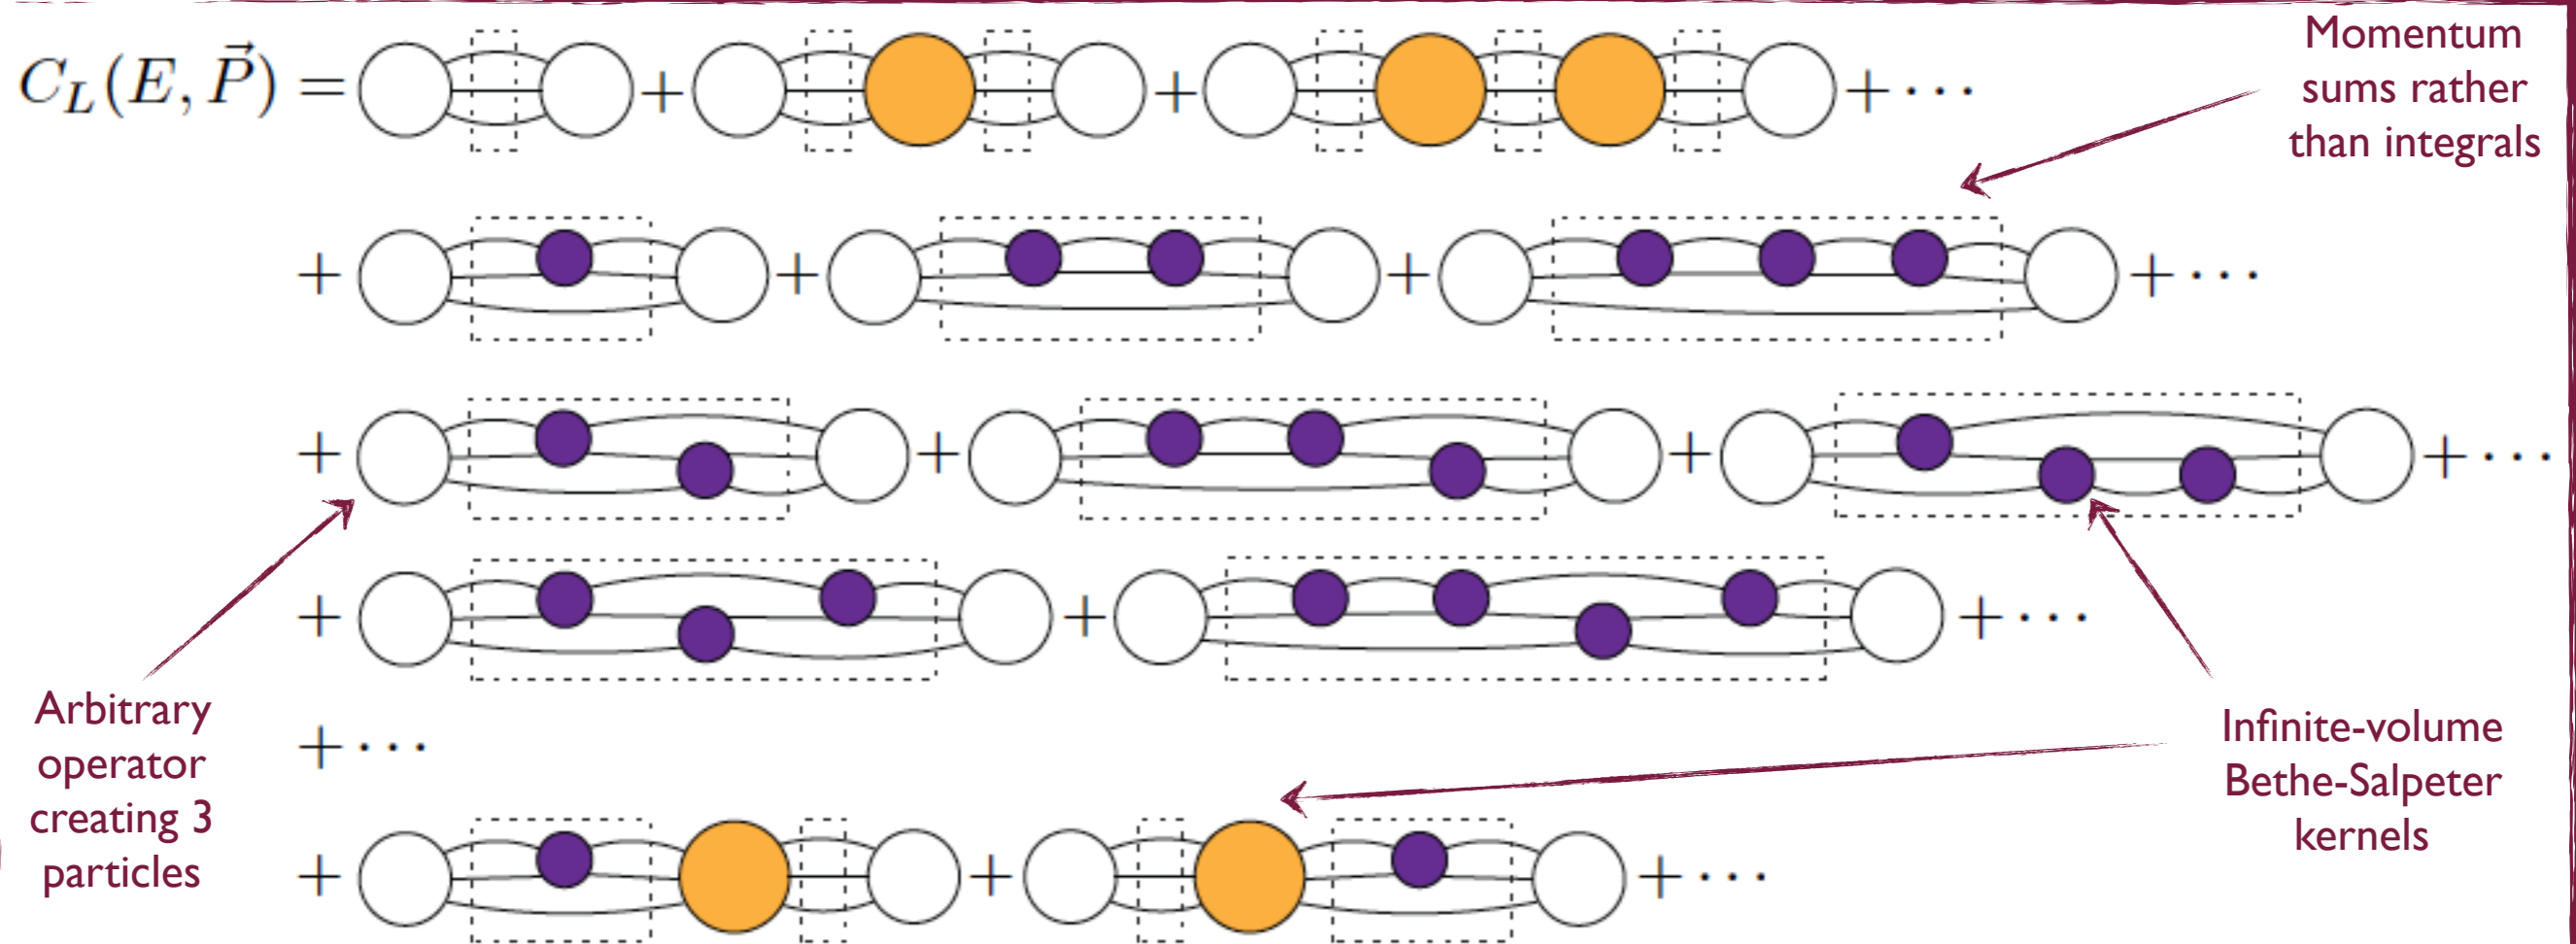 C_L(E, \vec{P}) = + + + ⋯
Momentum
sums rather
than integrals
+ + + + ⋯
+ + + + ⋯
+ + + ⋯
Arbitrary
operator
creating 3
particles
+ ⋯
Infinite-volume
Bethe-Salpeter
kernels
+ + + ⋯